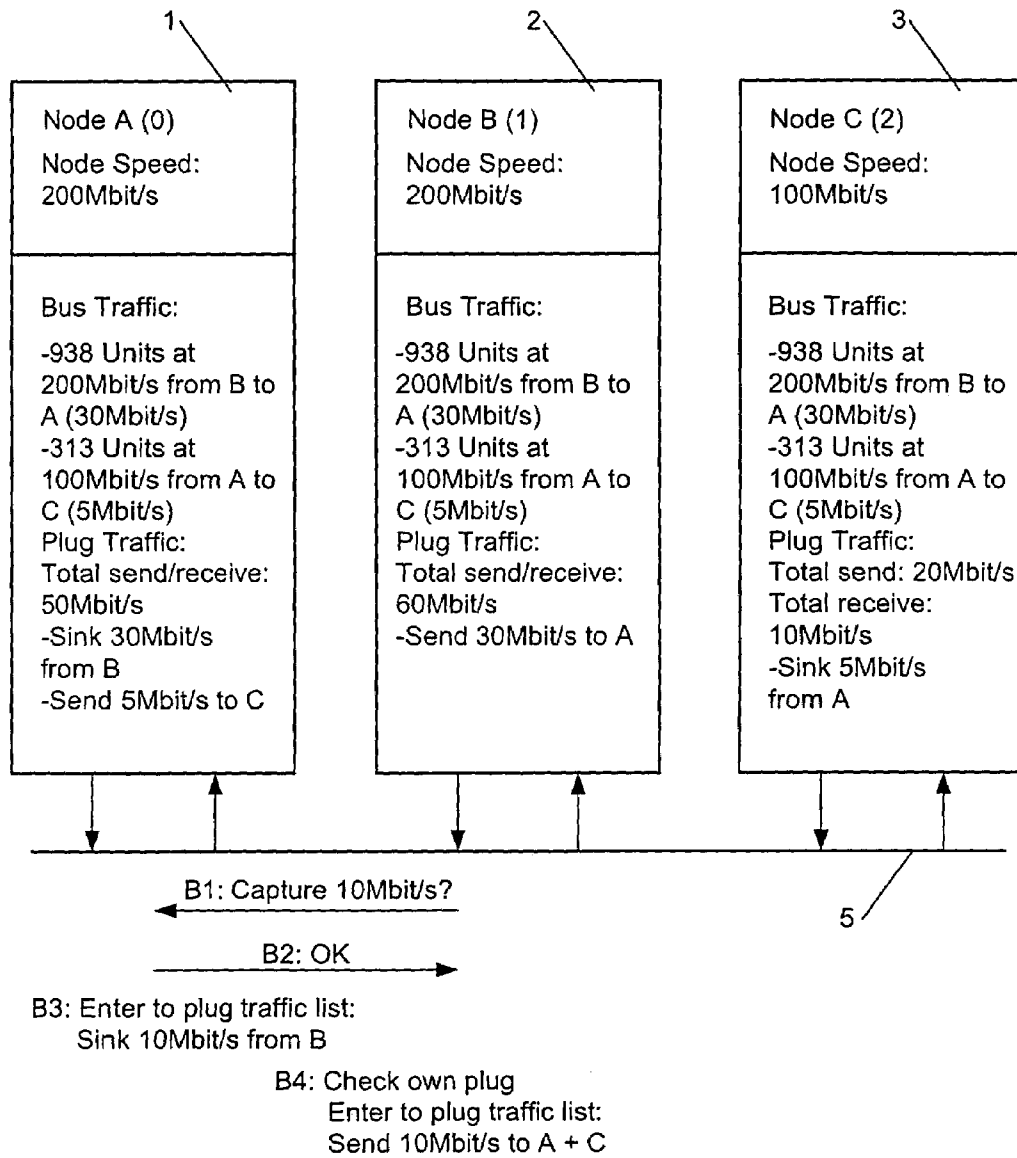 1
2
3
Node A (0)
Node Speed:
200Mbit/s
Bus Traffic:
-938 Units at
200Mbit/s from B to
A (30Mbit/s)
-313 Units at
100Mbit/s from A to
C (5Mbit/s)
Plug Traffic:
Total send/receive:
50Mbit/s
-Sink 30Mbit/s
from B
-Send 5Mbit/s to C
Node B (1)
Node Speed:
200Mbit/s
Bus Traffic:
-938 Units at
200Mbit/s from B to
A (30Mbit/s)
-313 Units at
100Mbit/s from A to
C (5Mbit/s)
Plug Traffic:
Total send/receive:
60Mbit/s
-Send 30Mbit/s to A
Node C (2)
Node Speed:
100Mbit/s
Bus Traffic:
-938 Units at
200Mbit/s from B to
A (30Mbit/s)
-313 Units at
100Mbit/s from A to
C (5Mbit/s)
Plug Traffic:
Total send: 20Mbit/s
Total receive:
10Mbit/s
-Sink 5Mbit/s
from A
5
B1: Capture 10Mbit/s?
B2: OK
B3: Enter to plug traffic list:
Sink 10Mbit/s from B
B4: Check own plug
Enter to plug traffic list:
Send 10Mbit/s to A + C